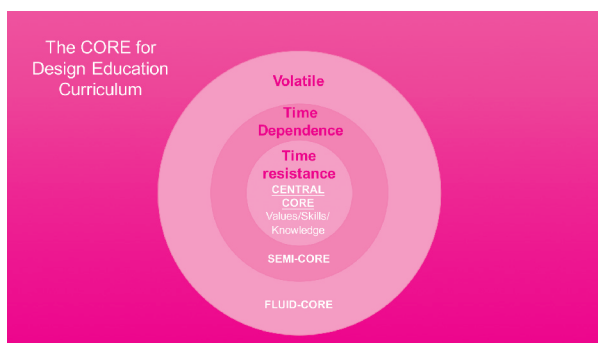 The CORE for
Design Education
Curriculum
Volatile
Time
Dependence
Time
resistance
CENTRAL
CORE
Values/Skills/
Knowledge
SEMI-CORE
FLUID-CORE